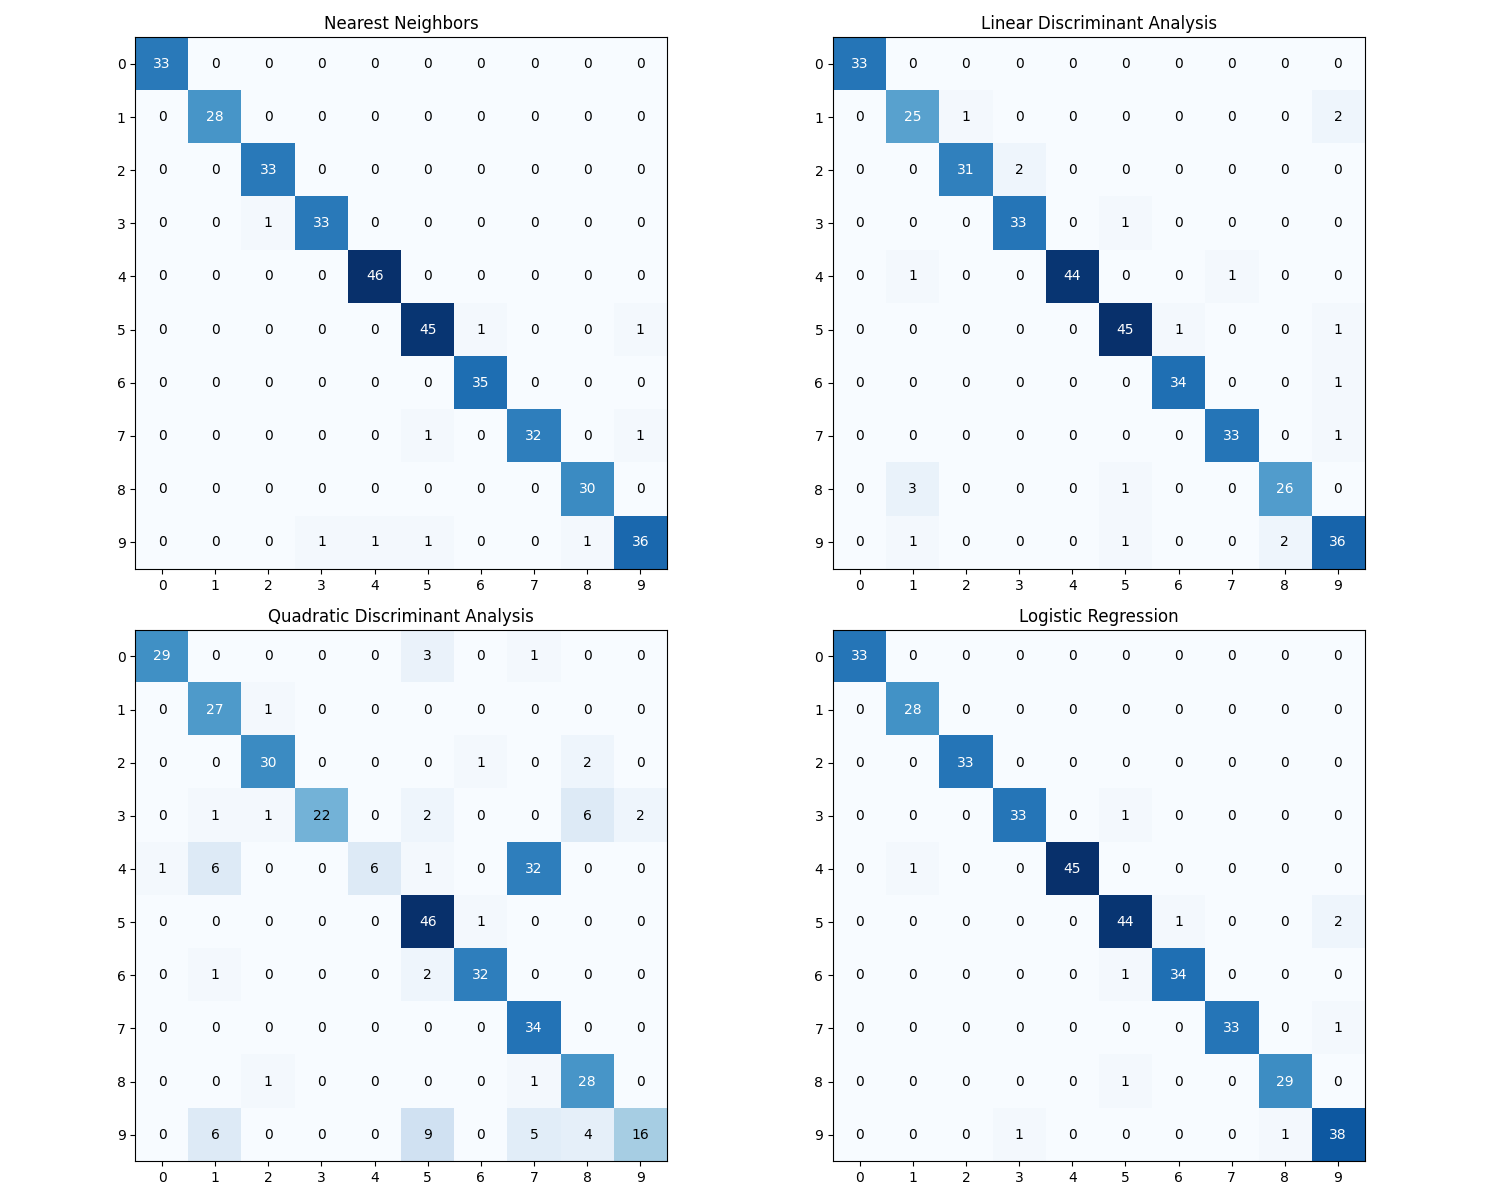 Nearest Neighbors
0 33 0 0 0 0 0 0 0 0 0
1 0 28 0 0 0 0 0 0 0 0
2 0 0 33 0 0 0 0 0 0 0
3 0 0 1 33 0 0 0 0 0 0
4 0 0 0 0 46 0 0 0 0 0
5 0 0 0 0 0 45 1 0 0 1
6 0 0 0 0 0 0 35 0 0 0
7 0 0 0 0 0 1 0 32 0 1
8 0 0 0 0 0 0 0 0 30 0
9 0 0 0 1 1 1 0 0 1 36
0 1 2 3 4 5 6 7 8 9
Linear Discriminant Analysis
0 33 0 0 0 0 0 0 0 0 0
1 0 25 1 0 0 0 0 0 0 2
2 0 0 31 2 0 0 0 0 0 0
3 0 0 0 33 0 1 0 0 0 0
4 0 1 0 0 44 0 0 1 0 0
5 0 0 0 0 0 45 1 0 0 1
6 0 0 0 0 0 0 34 0 0 1
7 0 0 0 0 0 0 0 33 0 1
8 0 3 0 0 0 1 0 0 26 0
9 0 1 0 0 0 1 0 0 2 36
0 1 2 3 4 5 6 7 8 9
Quadratic Discriminant Analysis
0 29 0 0 0 0 3 0 1 0 0
1 0 27 1 0 0 0 0 0 0 0
2 0 0 30 0 0 0 1 0 2 0
3 0 1 1 22 0 2 0 0 6 2
4 1 6 0 0 6 1 0 32 0 0
5 0 0 0 0 0 46 1 0 0 0
6 0 1 0 0 0 2 32 0 0 0
7 0 0 0 0 0 0 0 34 0 0
8 0 0 1 0 0 0 0 1 28 0
9 0 6 0 0 0 9 0 5 4 16
0 1 2 3 4 5 6 7 8 9
Logistic Regression
0 33 0 0 0 0 0 0 0 0 0
1 0 28 0 0 0 0 0 0 0 0
2 0 0 33 0 0 0 0 0 0 0
3 0 0 0 33 0 1 0 0 0 0
4 0 1 0 0 45 0 0 0 0 0
5 0 0 0 0 0 44 1 0 0 2
6 0 0 0 0 0 1 34 0 0 0
7 0 0 0 0 0 0 0 33 0 1
8 0 0 0 0 0 1 0 0 29 0
9 0 0 0 1 0 0 0 0 1 38
0 1 2 3 4 5 6 7 8 9